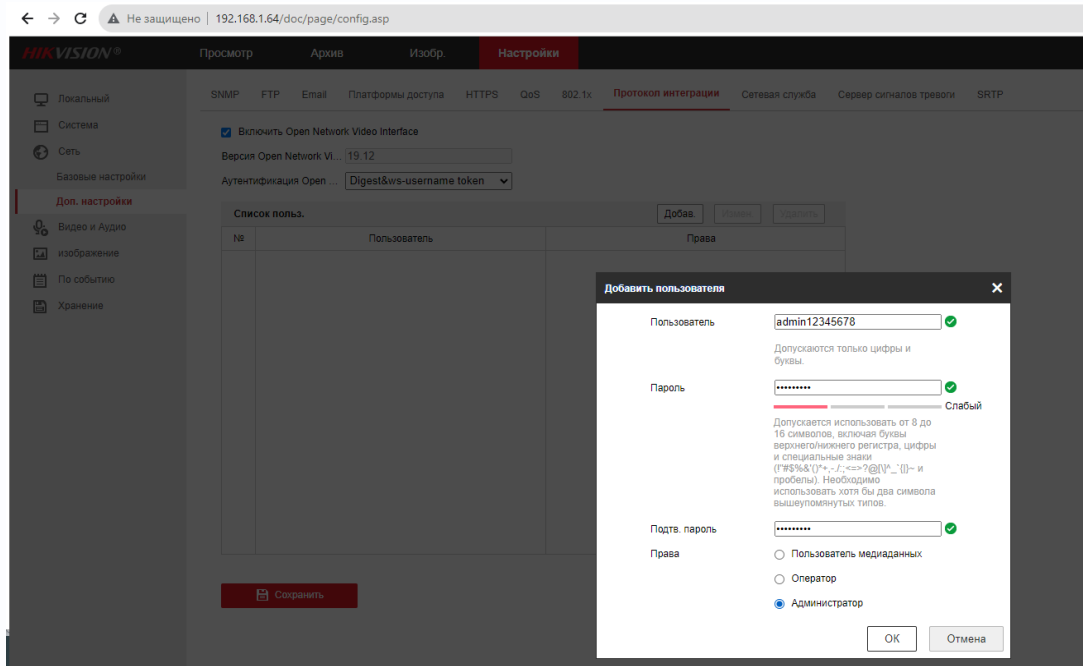 Не защищено | 192.168.1.64/doc/page/config.asp
HIKVISION®
Просмотр Архив Изобр. Настройки
Локальный
Система
Сеть
Базовые настройки
Доп. настройки
Видео и Аудио
изображение
По событию
Хранение
SNMP FTP Email Платформы доступа HTTPS QoS 802.1x Протокол интеграции Сетевая служба Сервер сигналов тревоги SRTP
Включить Open Network Video Interface
Версия Open Network Vi... 19.12
Аутентификация Open ... Digest&ws-username token
Список польз. Добав. Измен. Удалить
№ Пользователь Права
Сохранить
Добавить пользователя
Пользователь admin12345678
Допускаются только цифры и
буквы.
Пароль •••••••••
Слабый
Допускается использовать от 8 до
16 символов, включая буквы
верхнего/нижнего регистра, цифры
и специальные знаки
(!"#$%&'()*+,-./:;<=>?@[\]^_`{|}~ и
пробелы). Необходимо
использовать хотя бы два символа
вышеупомянутых типов.
Подтв. пароль •••••••••
Права Пользователь медиаданных
Оператор
Администратор
OK Отмена